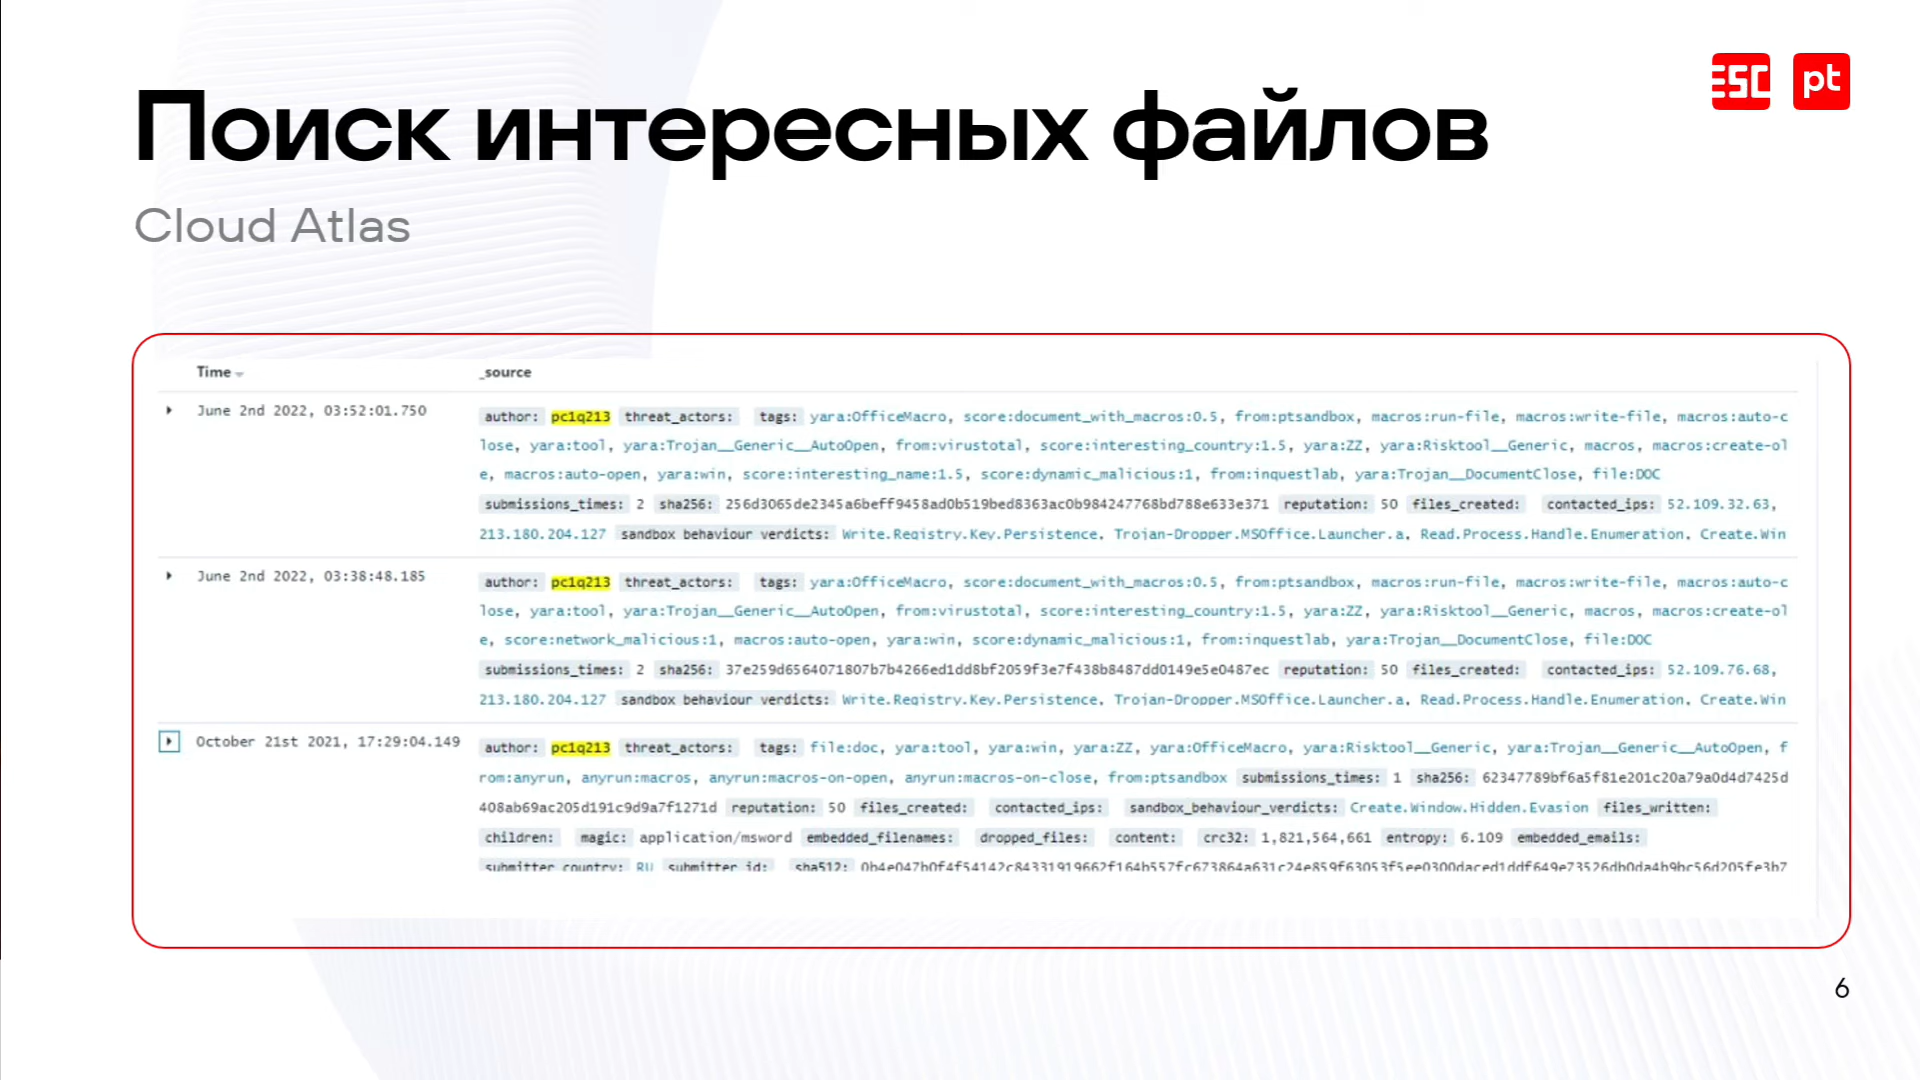 ESC pt
Поиск интересных файлов
Cloud Atlas
Time _source
June 2nd 2022, 03:52:01.750 author: pc1q213 threat_actors: tags: yara:OfficeMacro, score:document_with_macros:0.5, from:ptsandbox, macros:run-file, macros:write-file, macros:auto-c
lose, yara:tool, yara:Trojan__Generic__AutoOpen, from:virustotal, score:interesting_country:1.5, yara:ZZ, yara:Risktool__Generic, macros, macros:create-ol
e, macros:auto-open, yara:win, score:interesting_name:1.5, score:dynamic_malicious:1, from:inquestlab, yara:Trojan__DocumentClose, file:DOC
submissions_times: 2 sha256: 256d3065de2345a6beff9458ad0b519bed8363ac0b984247768bd788e633e371 reputation: 50 files_created: contacted_ips: 52.109.32.63,
213.180.204.127 sandbox_behaviour_verdicts: Write.Registry.Key.Persistence, Trojan-Dropper.MSOffice.Launcher.a, Read.Process.Handle.Enumeration, Create.Win
June 2nd 2022, 03:38:48.185 author: pc1q213 threat_actors: tags: yara:OfficeMacro, score:document_with_macros:0.5, from:ptsandbox, macros:run-file, macros:write-file, macros:auto-c
lose, yara:tool, yara:Trojan__Generic__AutoOpen, from:virustotal, score:interesting_country:1.5, yara:ZZ, yara:Risktool__Generic, macros, macros:create-ol
e, score:network_malicious:1, macros:auto-open, yara:win, score:dynamic_malicious:1, from:inquestlab, yara:Trojan__DocumentClose, file:DOC
submissions_times: 2 sha256: 37e259d6564071807b7b4266ed1dd8bf2059f3e7f438b8487dd0149e5e0487ec reputation: 50 files_created: contacted_ips: 52.109.76.68,
213.180.204.127 sandbox_behaviour_verdicts: Write.Registry.Key.Persistence, Trojan-Dropper.MSOffice.Launcher.a, Read.Process.Handle.Enumeration, Create.Win
October 21st 2021, 17:29:04.149 author: pc1q213 threat_actors: tags: file:doc, yara:tool, yara:win, yara:ZZ, yara:OfficeMacro, yara:Risktool__Generic, yara:Trojan__Generic__AutoOpen, f
rom:anyrun, anyrun:macros, anyrun:macros-on-open, anyrun:macros-on-close, from:ptsandbox submissions_times: 1 sha256: 62347789bf6a5f81e201c20a79a0d4d7425d
408ab69ac205d191c9d9a7f1271d reputation: 50 files_created: contacted_ips: sandbox_behaviour_verdicts: Create.Window.Hidden.Evasion files_written:
children: magic: application/msword embedded_filenames: dropped_files: content: crc32: 1,821,564,661 entropy: 6.109 embedded_emails:
submitter_country: RU submitter_id: sha512: 0b4e047b0f4f54142c84331919662f164b557fc673864a631c24e859f63053f5ee0300daced1ddf649e73526db0da4b9bc56d205fe3b7
6